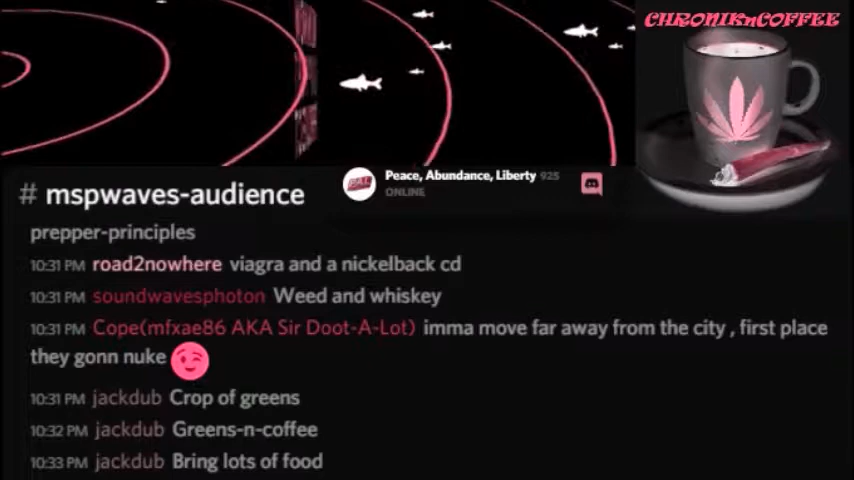 CHRONIKnCOFFEE
Peace, Abundance, Liberty 925
ONLINE
# mspwaves-audience
prepper-principles
10:31 PM road2nowhere viagra and a nickelback cd
10:31 PM soundwavesphoton Weed and whiskey
10:31 PM Cope(mfxae86 AKA Sir Doot-A-Lot) imma move far away from the city , first place
they gonn nuke
10:31 PM jackdub Crop of greens
10:32 PM jackdub Greens-n-coffee
10:33 PM jackdub Bring lots of food